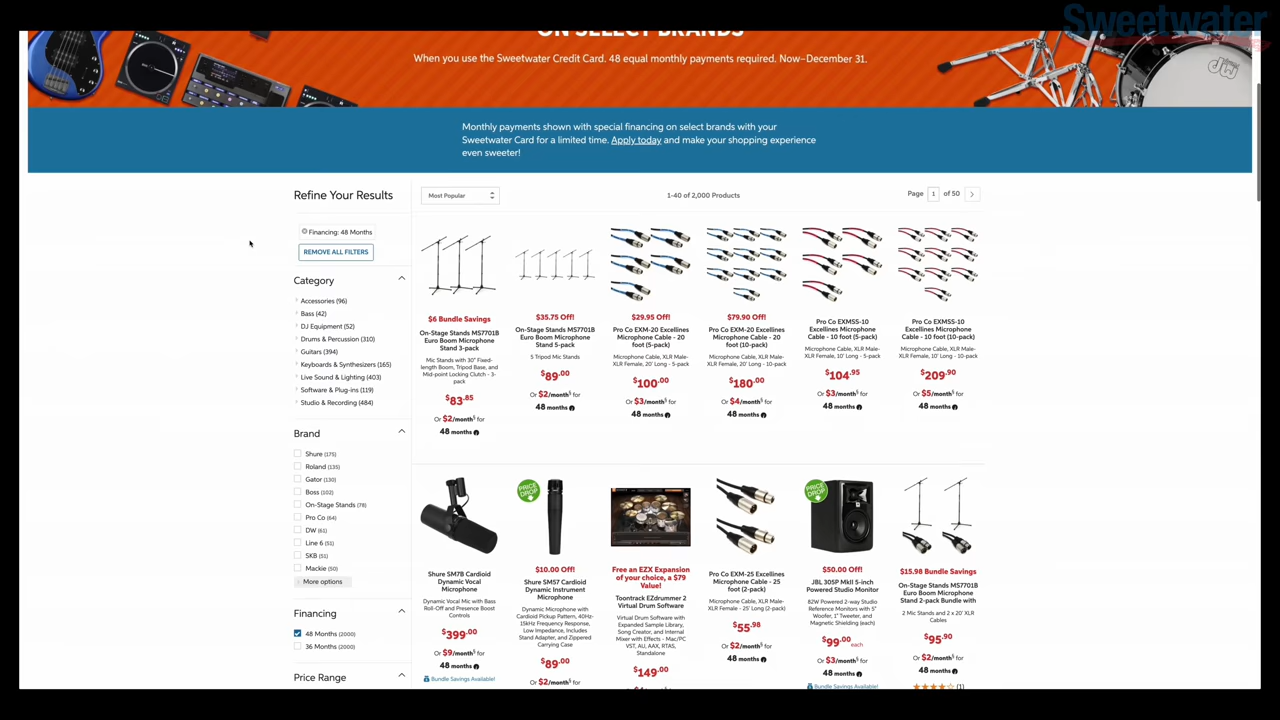 Sweetwater
ON SELECT BRANDS
When you use the Sweetwater Credit Card. 48 equal monthly payments required. Now–December 31.
Monthly payments shown with special financing on select brands with your
Sweetwater Card for a limited time. Apply today and make your shopping experience
even sweeter!
Refine Your Results
Most Popular
1-40 of 2,000 Products
Page 1 of 50
Financing: 48 Months
REMOVE ALL FILTERS
Category
Accessories (96)
Bass (42)
DJ Equipment (52)
Drums & Percussion (310)
Guitars (394)
Keyboards & Synthesizers (165)
Live Sound & Lighting (403)
Software & Plug-ins (119)
Studio & Recording (484)
Brand
Shure (175)
Roland (135)
Gator (130)
Boss (102)
On-Stage Stands (78)
Pro Co (64)
DW (61)
Line 6 (51)
SKB (51)
Mackie (50)
More options
Financing
48 Months (2000)
36 Months (2000)
Price Range
$6 Bundle Savings
On-Stage Stands MS7701B
Euro Boom Microphone
Stand 3-pack
Mic Stands with 30" Fixed-
length Boom, Tripod Base, and
Mid-point Locking Clutch - 3-
pack
$83.85
Or $2/month§ for
48 months
$35.75 Off!
On-Stage Stands MS7701B
Euro Boom Microphone
Stand 5-pack
5 Tripod Mic Stands
$89.00
Or $2/month§ for
48 months
$29.95 Off!
Pro Co EXM-20 Excellines
Microphone Cable - 20
foot (5-pack)
Microphone Cable, XLR Male-
XLR Female, 20' Long - 5-pack
$100.00
Or $3/month§ for
48 months
$79.90 Off!
Pro Co EXM-20 Excellines
Microphone Cable - 20
foot (10-pack)
Microphone Cable, XLR Male-
XLR Female, 20' Long - 10-pack
$180.00
Or $4/month§ for
48 months
Pro Co EXMSS-10
Excellines Microphone
Cable - 10 foot (5-pack)
Microphone Cable, XLR Male-
XLR Female, 10' Long - 5-pack
$104.95
Or $3/month§ for
48 months
Pro Co EXMSS-10
Excellines Microphone
Cable - 10 foot (10-pack)
Microphone Cable, XLR Male-
XLR Female, 10' Long - 10-pack
$209.90
Or $5/month§ for
48 months
Shure SM7B Cardioid
Dynamic Vocal
Microphone
Vocal Mic with Bass
Roll-Off and Presence Boost
Controls
$399.00
Or $9/month§ for
48 months
Bundle Savings Available!
PRICE DROP
$10.00 Off!
Shure SM57 Cardioid
Dynamic Instrument
Microphone
Dynamic Microphone with
Cardioid Pickup Pattern, 40Hz-
15kHz Frequency Response,
Low Impedance, Includes
Stand Adapter, and Zippered
Carrying Case
$89.00
Or $2/month§ for
Free an EZX Expansion
of your choice, a $79
Value!
Toontrack EZdrummer 2
Virtual Drum Software
Virtual Drum Software with
Expanded Sample Library,
Song Creator, and Internal
Mixer with Effects - Mac/PC
VST, AU, AAX, RTAS,
Standalone
$149.00
Pro Co EXM-25 Excellines
Microphone Cable - 25
foot (2-pack)
Microphone Cable, XLR Male-
XLR Female - 25' Long (2-pack)
$55.98
Or $2/month§ for
48 months
PRICE DROP
$50.00 Off!
JBL 305P MkII 5-inch
Powered Studio Monitor
82W Powered 2-way Studio
Reference Monitors with 5"
Woofer, 1" Tweeter, and
Magnetic Shielding (each)
$99.00 each
Or $3/month§ for
48 months
Bundle Savings Available!
$15.98 Bundle Savings
On-Stage Stands MS7701B
Euro Boom Microphone
Stand 2-pack Bundle with
2 Mic Stands and 2 x 20' XLR
Cables
$95.90
Or $2/month§ for
48 months
(1)